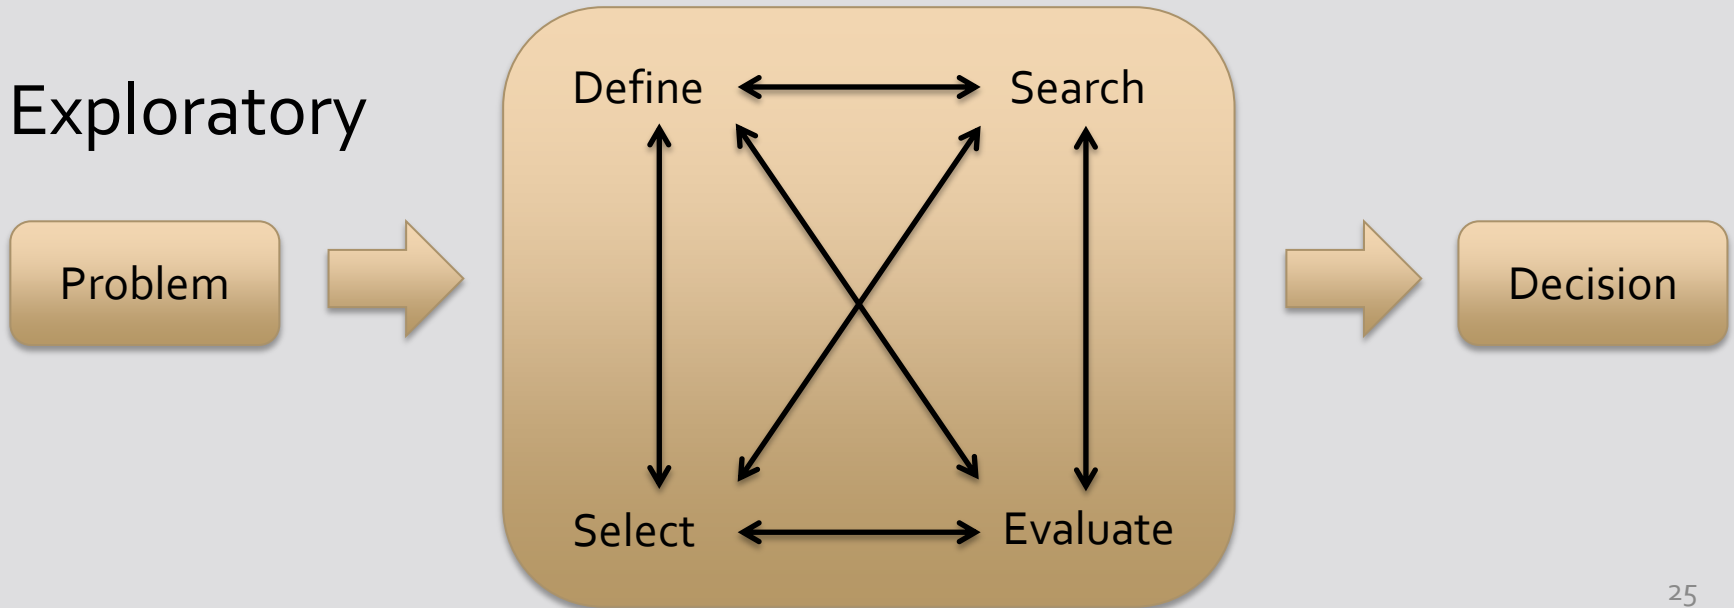 Exploratory
Problem
Define
Search
Select
Evaluate
Decision
25